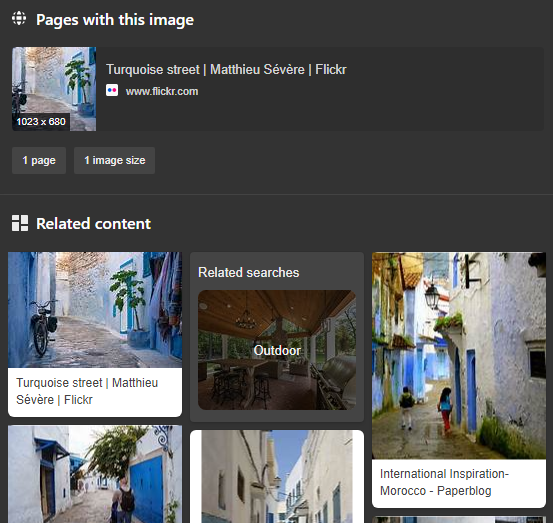 Pages with this image
Turquoise street | Matthieu Sévère | Flickr
www.flickr.com
1023 x 680
1 page
1 image size
Related content
Related searches
Outdoor
Turquoise street | Matthieu
Sévère | Flickr
International Inspiration-
Morocco - Paperblog